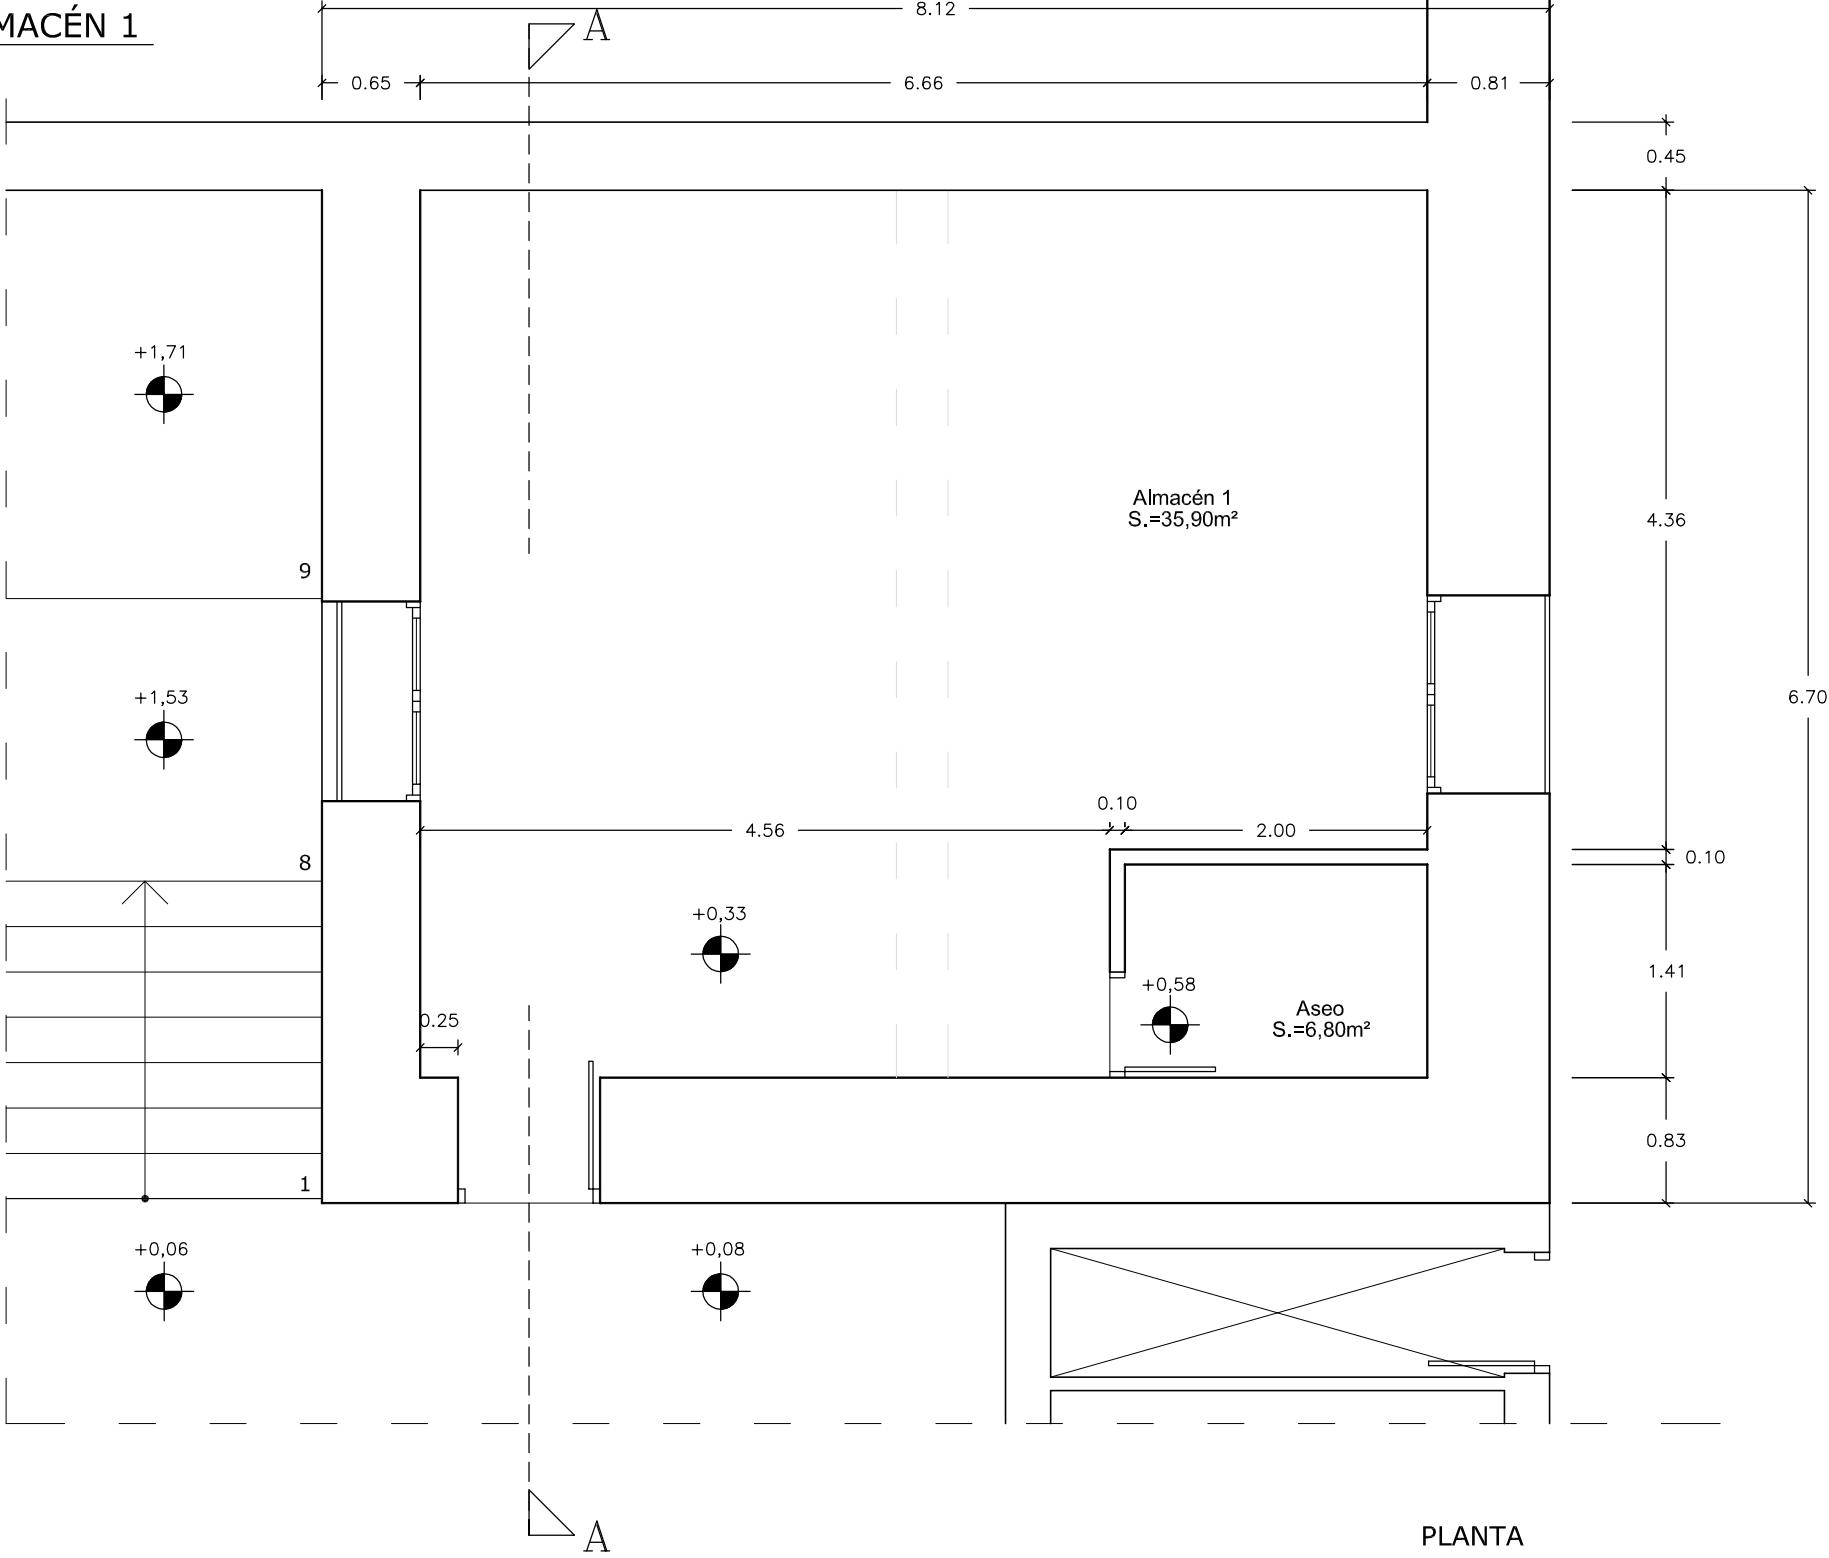 8.12
MACÉN 1
A
0.65
6.66
0.81
0.45
+1,71
Almacén 1
S.=35,90m²
4.36
9
+1,53
6.70
0.10
4.56
2.00
0.10
8
+0,33
1.41
+0,58
Aseo
S.=6,80m²
0.25
0.83
1
+0,06
+0,08
A
PLANTA